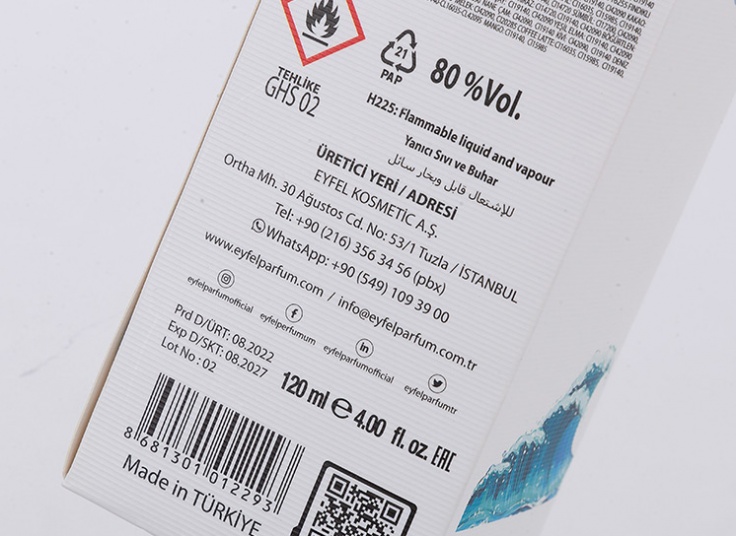 TEHLİKE
GHS 02
21
PAP
80 %Vol.
H225: Flammable liquid and vapour
Yanıcı Sıvı ve Buhar
للإشتعال قابل وبخار سائل
ÜRETİCİ YERİ / ADRESİ
EYFEL KOSMETİC A.Ş.
Ortha Mh. 30 Ağustos Cd. No: 53/1 Tuzla / İSTANBUL
Tel: +90 (216) 356 34 56 (pbx)
WhatsApp: +90 (549) 109 39 00
www.eyfelparfum.com / info@eyfelparfum.com.tr
eyfelparfumofficial
eyfelperfumum
eyfelparfumofficial
eyfelparfumtr
Prd D/ÜRT: 08.2022
Exp D/SKT: 08.2027
Lot No : 02
120 ml ℮ 4.00 fl. oz. EAC
8 681301 012293
Made in TÜRKİYE